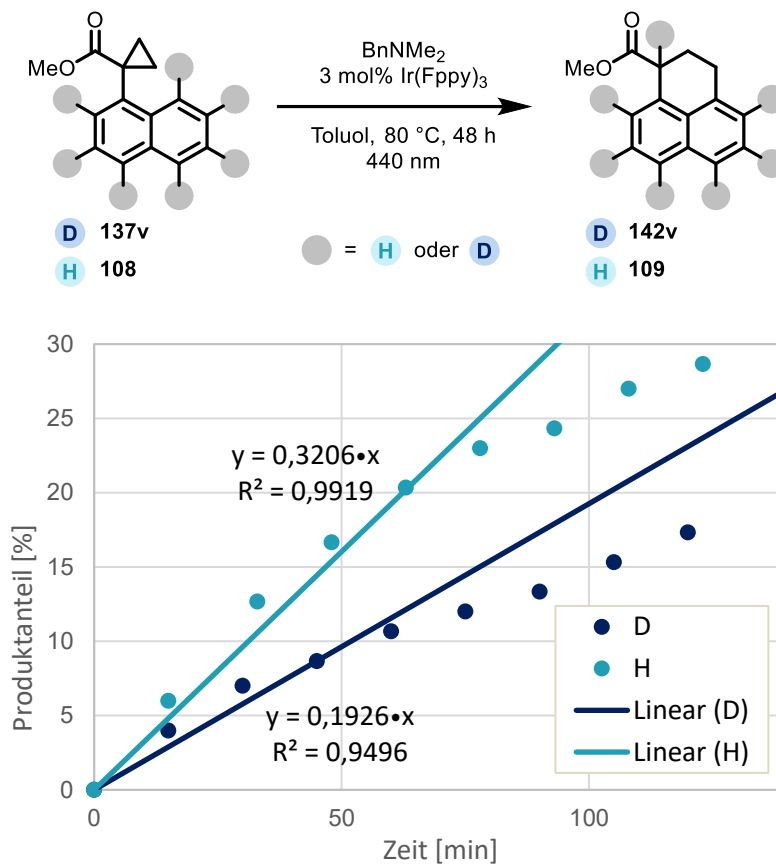 O
MeO
BnNMe₂
3 mol% Ir(Fppy)₃
Toluol, 80 °C, 48 h
440 nm
O
MeO
D 137v
H 108
= H oder D
D 142v
H 109
Produktanteil [%]
30
25
20
15
10
5
0
y = 0,3206•x
R² = 0,9919
y = 0,1926•x
R² = 0,9496
D
H
Linear (D)
Linear (H)
0 50 100
Zeit [min]